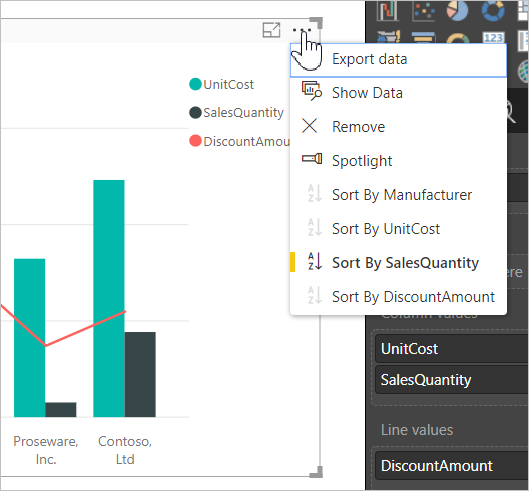 UnitCost
SalesQuantity
DiscountAmou
Proseware,
Inc.
Contoso,
Ltd
Export data
Show Data
Remove
Spotlight
Sort By Manufacturer
Sort By UnitCost
Sort By SalesQuantity
Sort By DiscountAmount
123
ere
Column values
UnitCost
SalesQuantity
Line values
DiscountAmount